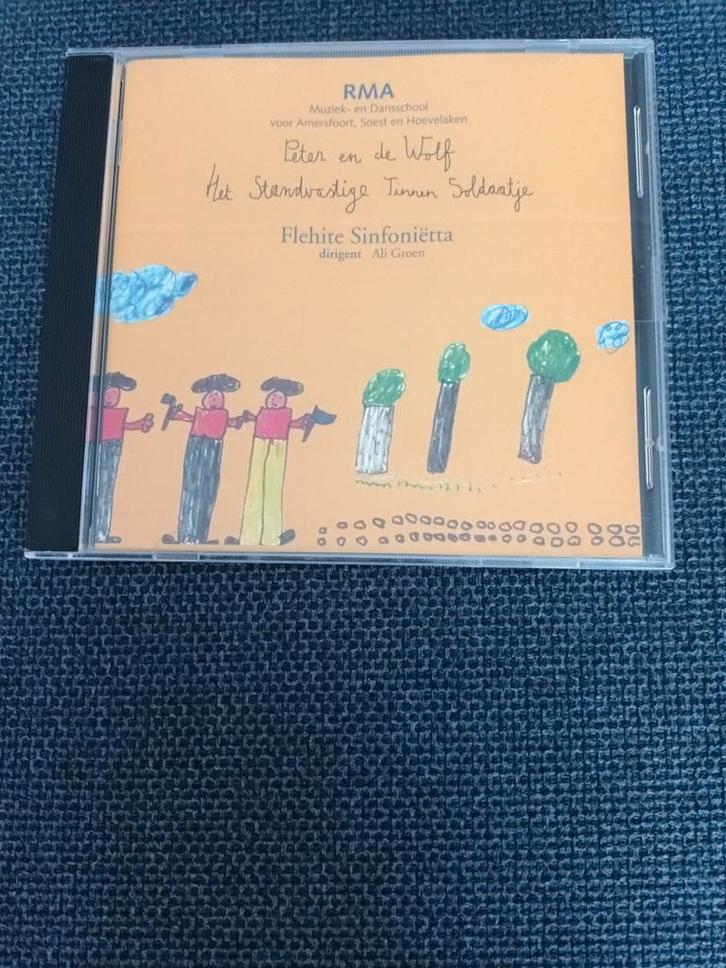 RMA
Muziek- en Dansschool
voor Amersfoort, Soest en Hoevelaken
Peter en de Wolf
Het Standvastige Tinnen Soldaatje
Flehite Sinfoniëtta
dirigent Ali Groen